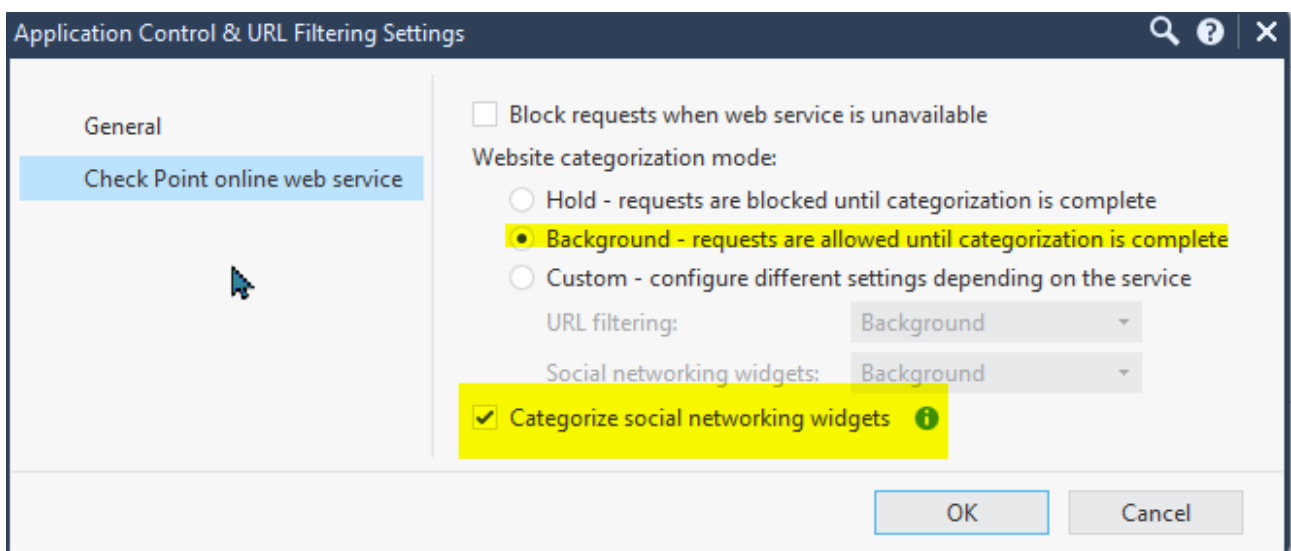 Application Control & URL Filtering Settings
General
Check Point online web service
Block requests when web service is unavailable
Website categorization mode:
Hold - requests are blocked until categorization is complete
Background - requests are allowed until categorization is complete
Custom - configure different settings depending on the service
URL filtering: Background
Social networking widgets: Background
Categorize social networking widgets
OK Cancel